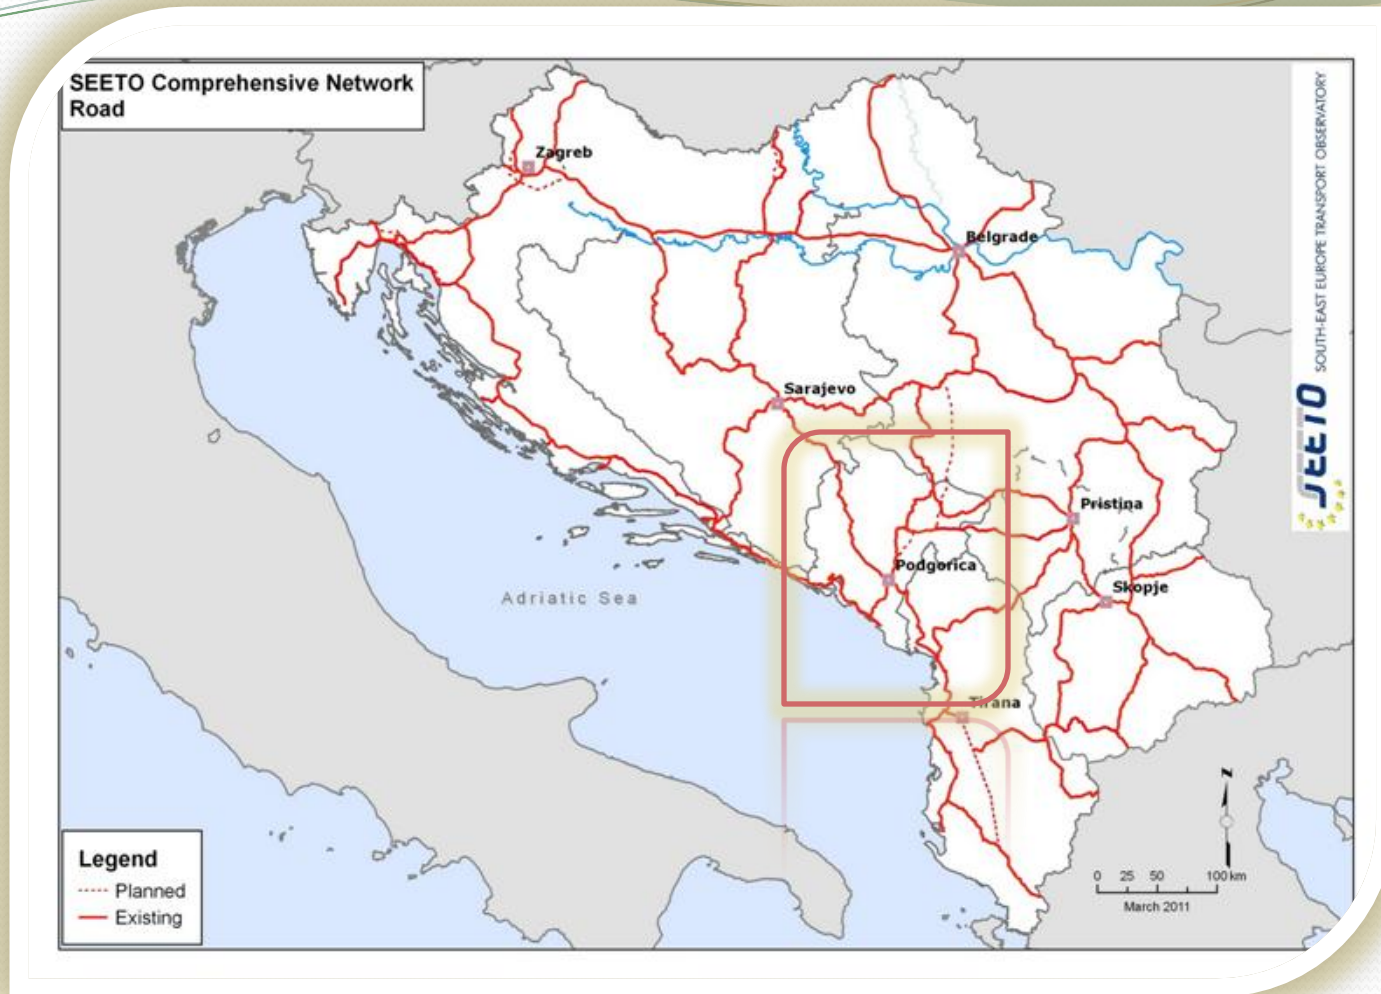 SEETO Comprehensive Network
Road
Zagreb
Belgrade
Sarajevo
Pristina
Podgorica
Skopje
Adriatic Sea
Tirana
SEETO SOUTH-EAST EUROPE TRANSPORT OBSERVATORY
Legend
Planned
Existing
N
0 25 50 100 km
March 2011